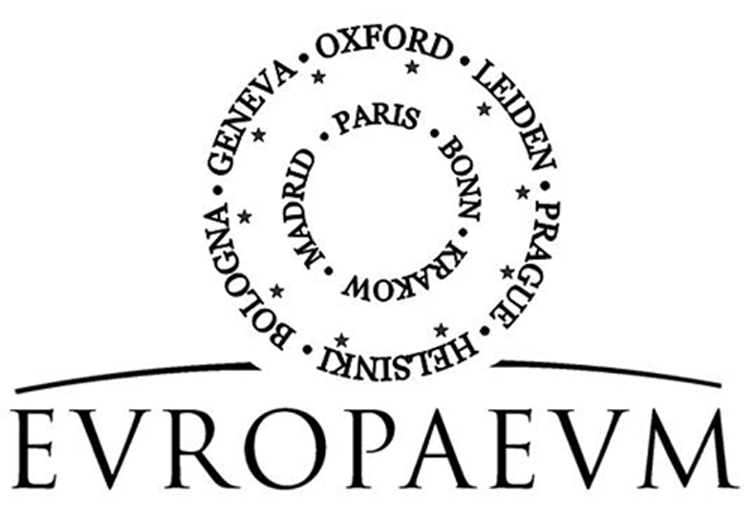 OXFORD • LEIDEN • PRAGUE • HELSINKI • BOLOGNA • GENEVA •
PARIS • BONN • KRAKOW • MADRID •
EVROPAEVM